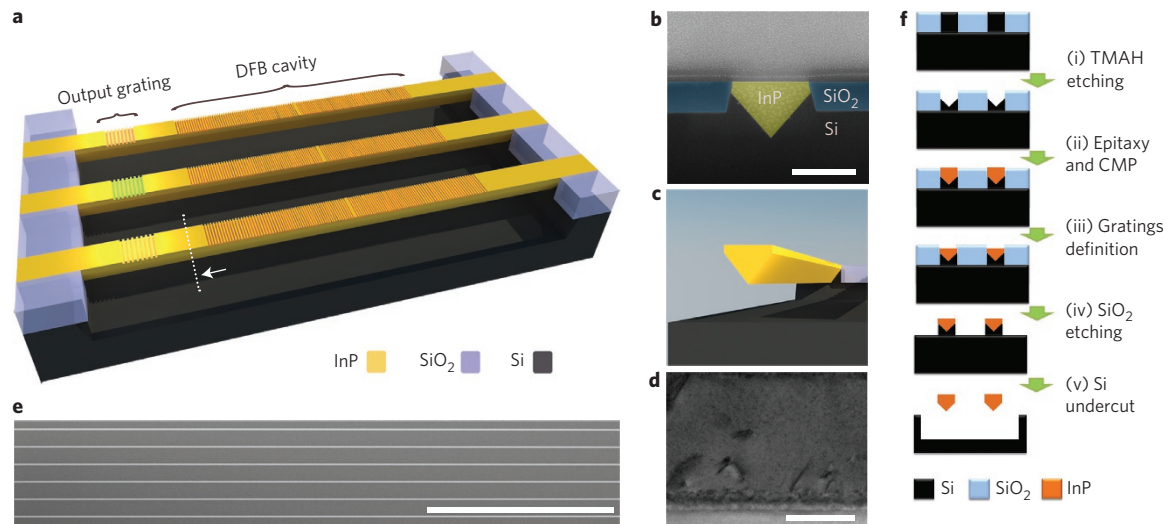 a
Output grating
DFB cavity
InP
SiO₂
Si
b
InP
SiO₂
Si
c
d
e
f
(i) TMAH
etching
(ii) Epitaxy
and CMP
(iii) Gratings
definition
(iv) SiO₂
etching
(v) Si
undercut
Si
SiO₂
InP